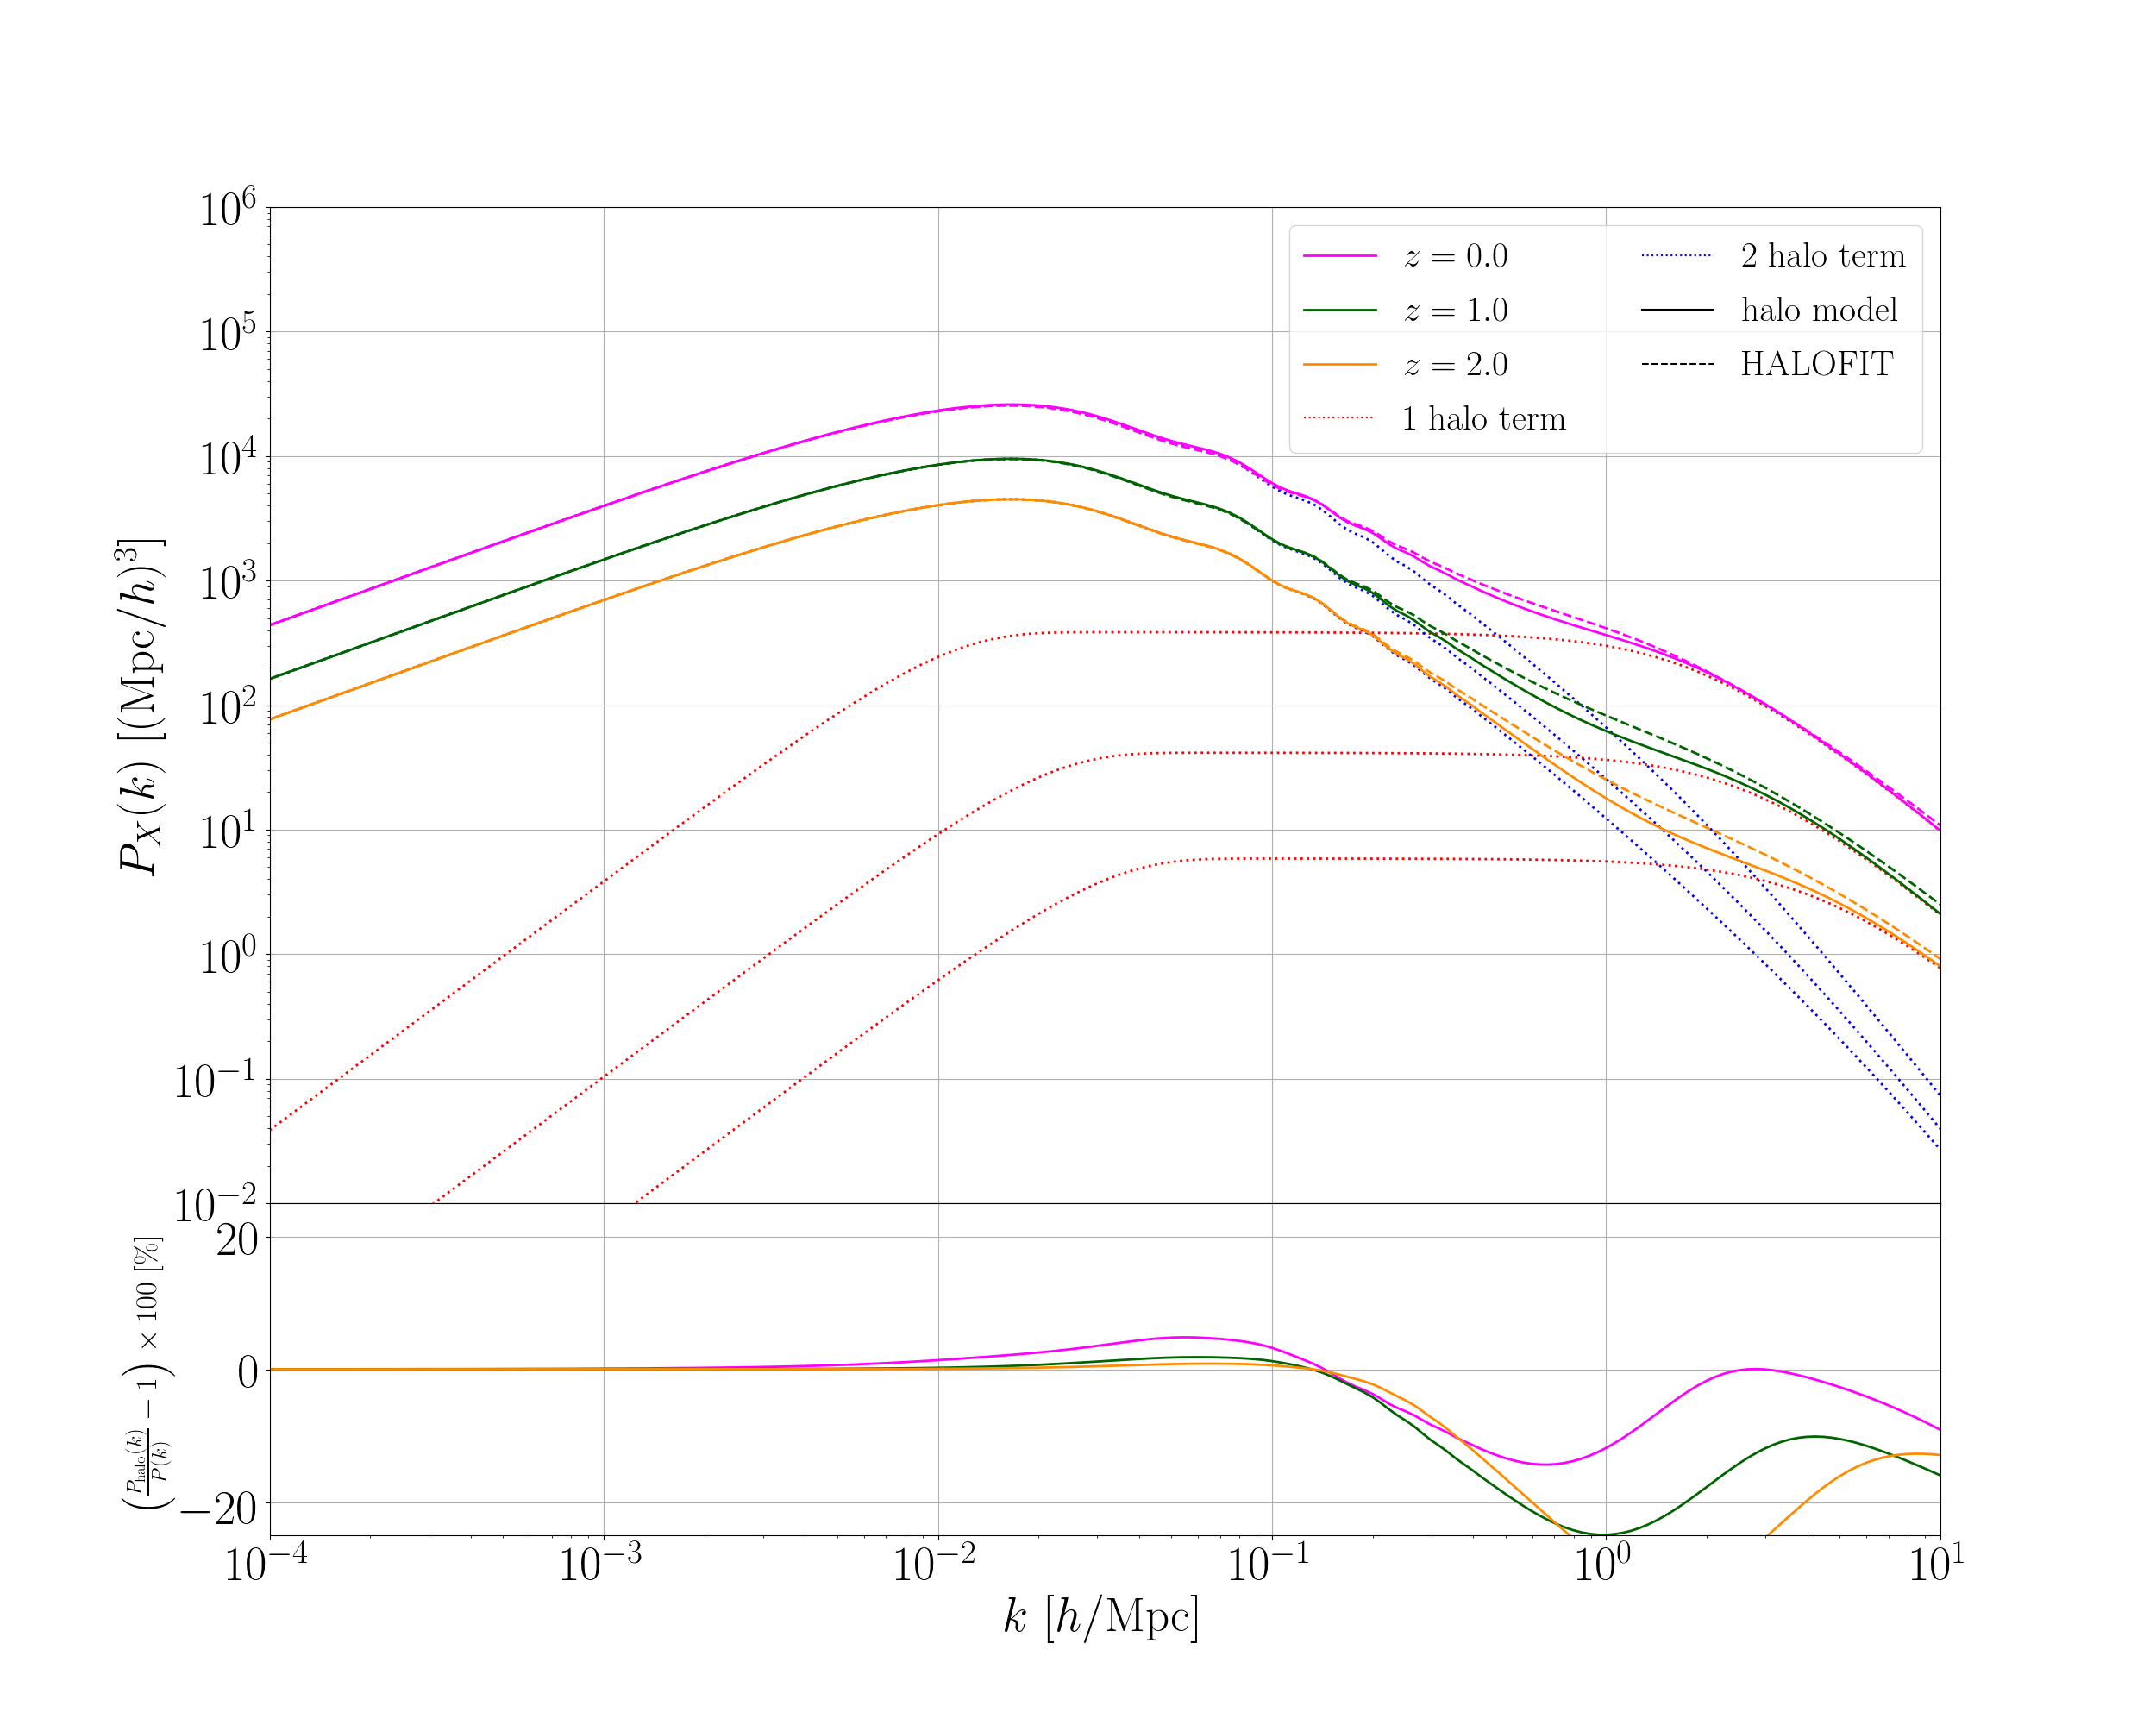 10^6
10^5
10^4
10^3
10^2
10^1
10^0
10^{-1}
10^{-2}
P_X(k) [(Mpc/h)^3]
z = 0.0
z = 1.0
z = 2.0
1 halo term
2 halo term
halo model
HALOFIT
20
0
−20
(P_halo(k)/P(k) − 1) × 100 [%]
10^{-4} 10^{-3} 10^{-2} 10^{-1} 10^0 10^1
k [h/Mpc]